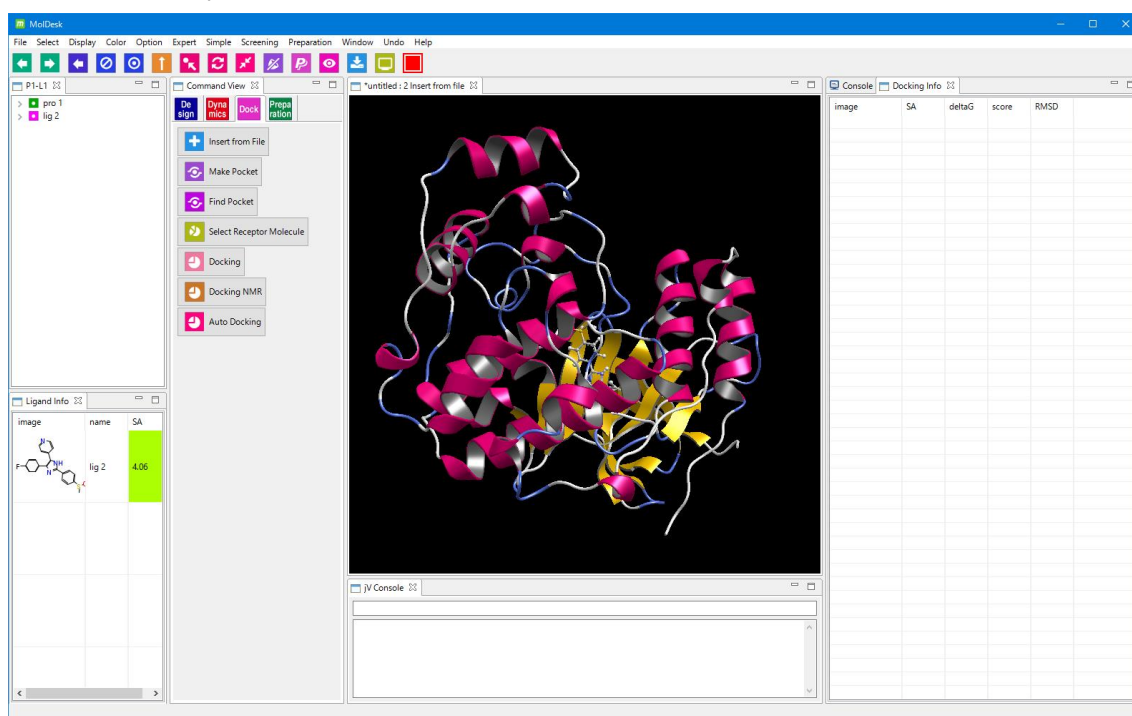 MolDesk
File Select Display Color Option Expert Simple Screening Preparation Window Undo Help
P1-L1
pro 1
lig 2
Command View
De sign
Dyna mics
Dock
Prepa ration
Insert from File
Make Pocket
Find Pocket
Select Receptor Molecule
Docking
Docking NMR
Auto Docking
*untitled : 2 Insert from file
jV Console
Console
Docking Info
image SA deltaG score RMSD
Ligand Info
image name SA
N
F
NH
N
lig 2 4.06